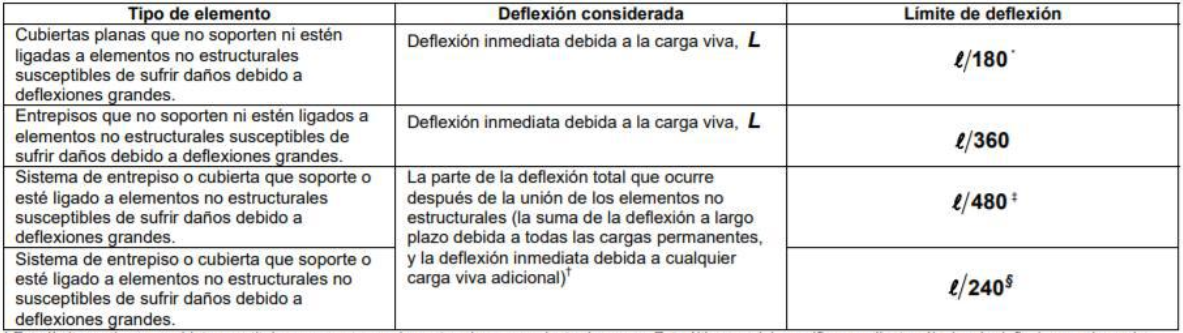 Tipo de elemento
Deflexión considerada
Límite de deflexión
Cubiertas planas que no soporten ni estén
ligadas a elementos no estructurales
susceptibles de sufrir daños debido a
deflexiones grandes.
Deflexión inmediata debida a la carga viva, L
ℓ/180*
Entrepisos que no soporten ni estén ligados a
elementos no estructurales susceptibles de
sufrir daños debido a deflexiones grandes.
Deflexión inmediata debida a la carga viva, L
ℓ/360
Sistema de entrepiso o cubierta que soporte o
esté ligado a elementos no estructurales
susceptibles de sufrir daños debido a
deflexiones grandes.
La parte de la deflexión total que ocurre
después de la unión de los elementos no
estructurales (la suma de la deflexión a largo
plazo debida a todas las cargas permanentes,
y la deflexión inmediata debida a cualquier
carga viva adicional)†
ℓ/480‡
Sistema de entrepiso o cubierta que soporte o
esté ligado a elementos no estructurales no
susceptibles de sufrir daños debido a
deflexiones grandes.
ℓ/240§